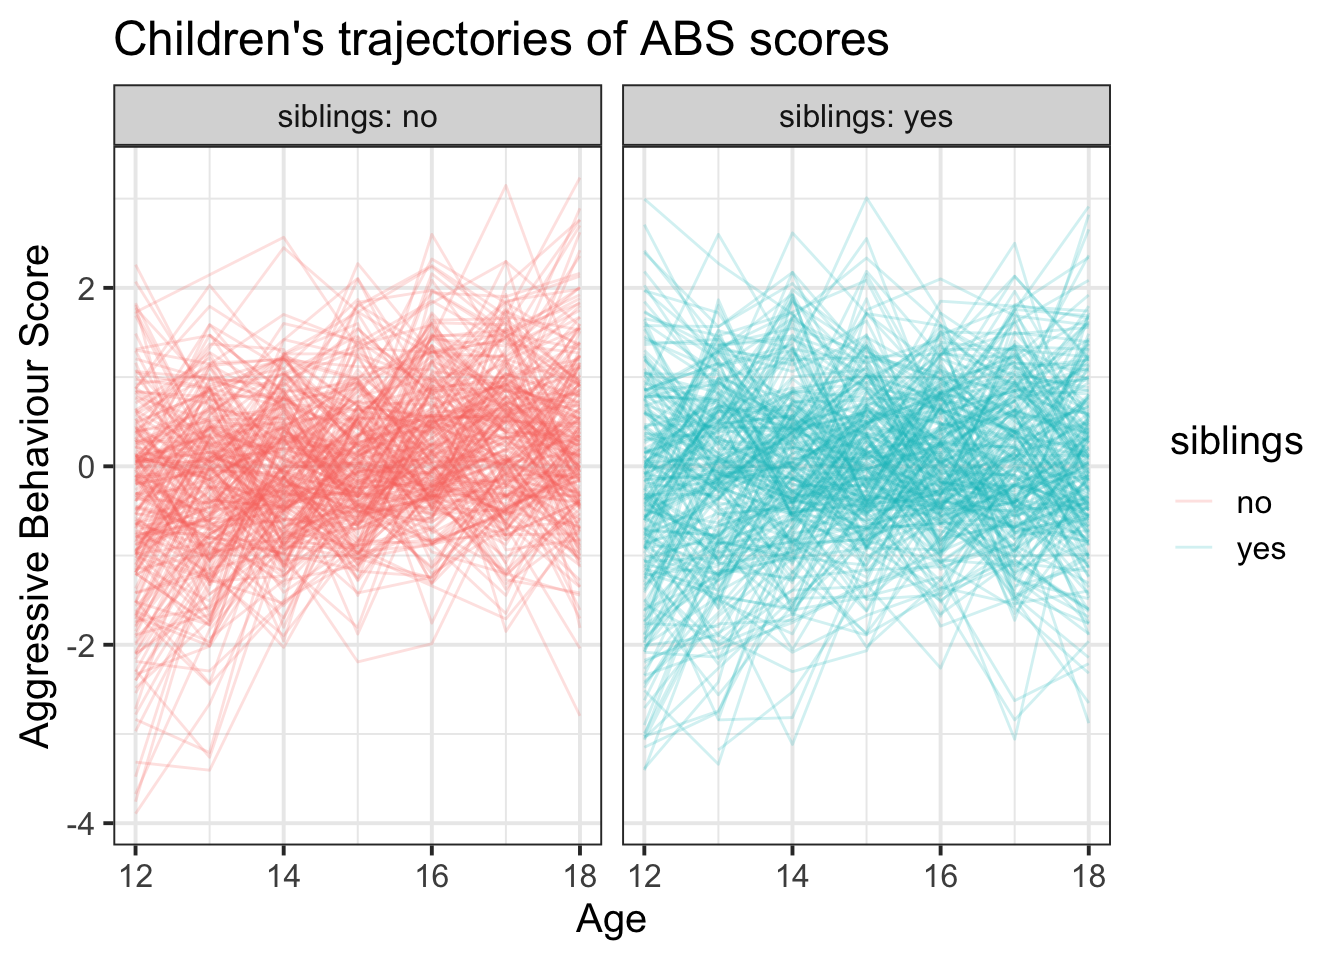 Children's trajectories of ABS scores
siblings: no
siblings: yes
Aggressive Behaviour Score
2
0
-2
-4
12 14 16 18
12 14 16 18
Age
siblings
no
yes